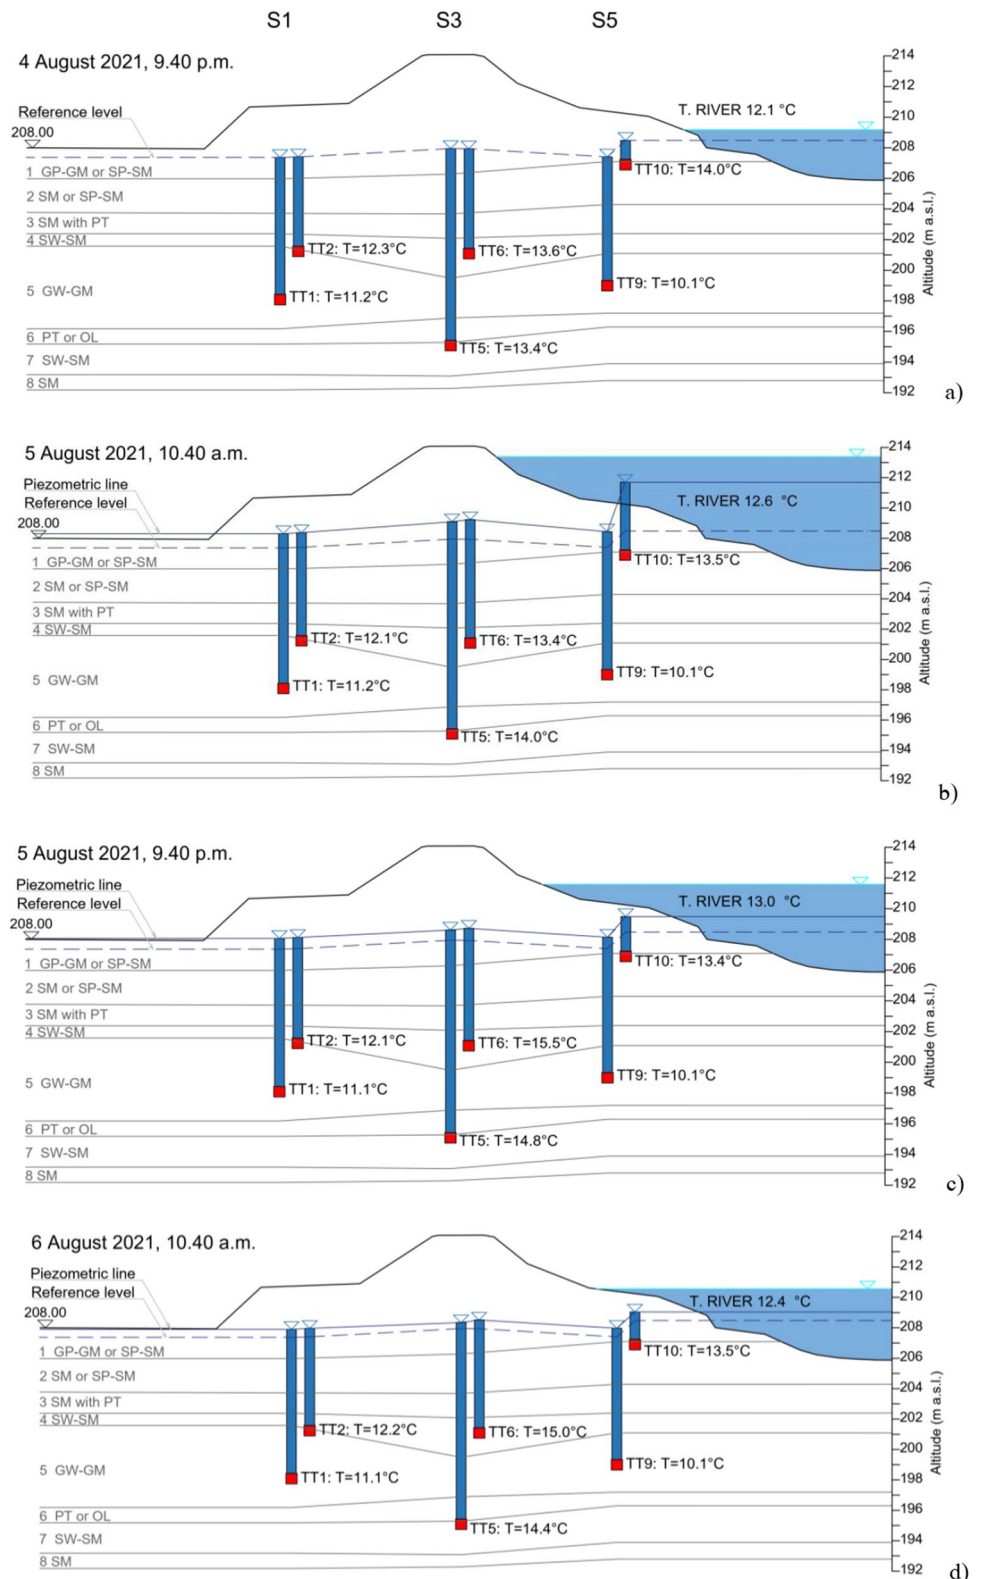 S1 S3 S5
4 August 2021, 9.40 p.m.
214
212
T. RIVER 12.1 °C
Reference level
210
208.00
208
1 GP-GM or SP-SM
TT10: T=14.0°C
206
2 SM or SP-SM
204
3 SM with PT
4 SW-SM
202
TT2: T=12.3°C
TT6: T=13.6°C
200
TT9: T=10.1°C
5 GW-GM
TT1: T=11.2°C
198
Altitude (m a.s.l.)
196
6 PT or OL
TT5: T=13.4°C
7 SW-SM
194
8 SM
192
a)
5 August 2021, 10.40 a.m.
214
212
Piezometric line
T. RIVER 12.6 °C
Reference level
210
208.00
208
1 GP-GM or SP-SM
TT10: T=13.5°C
206
2 SM or SP-SM
204
3 SM with PT
4 SW-SM
202
TT2: T=12.1°C
TT6: T=13.4°C
200
TT9: T=10.1°C
5 GW-GM
TT1: T=11.2°C
198
Altitude (m a.s.l.)
196
6 PT or OL
TT5: T=14.0°C
7 SW-SM
194
8 SM
192
b)
5 August 2021, 9.40 p.m.
214
212
Piezometric line
T. RIVER 13.0 °C
Reference level
210
208.00
208
1 GP-GM or SP-SM
TT10: T=13.4°C
206
2 SM or SP-SM
204
3 SM with PT
4 SW-SM
202
TT2: T=12.1°C
TT6: T=15.5°C
200
TT9: T=10.1°C
5 GW-GM
TT1: T=11.1°C
198
Altitude (m a.s.l.)
196
6 PT or OL
TT5: T=14.8°C
7 SW-SM
194
8 SM
192
c)
6 August 2021, 10.40 a.m.
214
212
Piezometric line
Reference level
T. RIVER 12.4 °C
210
208.00
208
1 GP-GM or SP-SM
TT10: T=13.5°C
206
2 SM or SP-SM
204
3 SM with PT
4 SW-SM
202
TT2: T=12.2°C
TT6: T=15.0°C
200
TT9: T=10.1°C
5 GW-GM
TT1: T=11.1°C
198
Altitude (m a.s.l.)
196
6 PT or OL
TT5: T=14.4°C
7 SW-SM
194
8 SM
192
d)